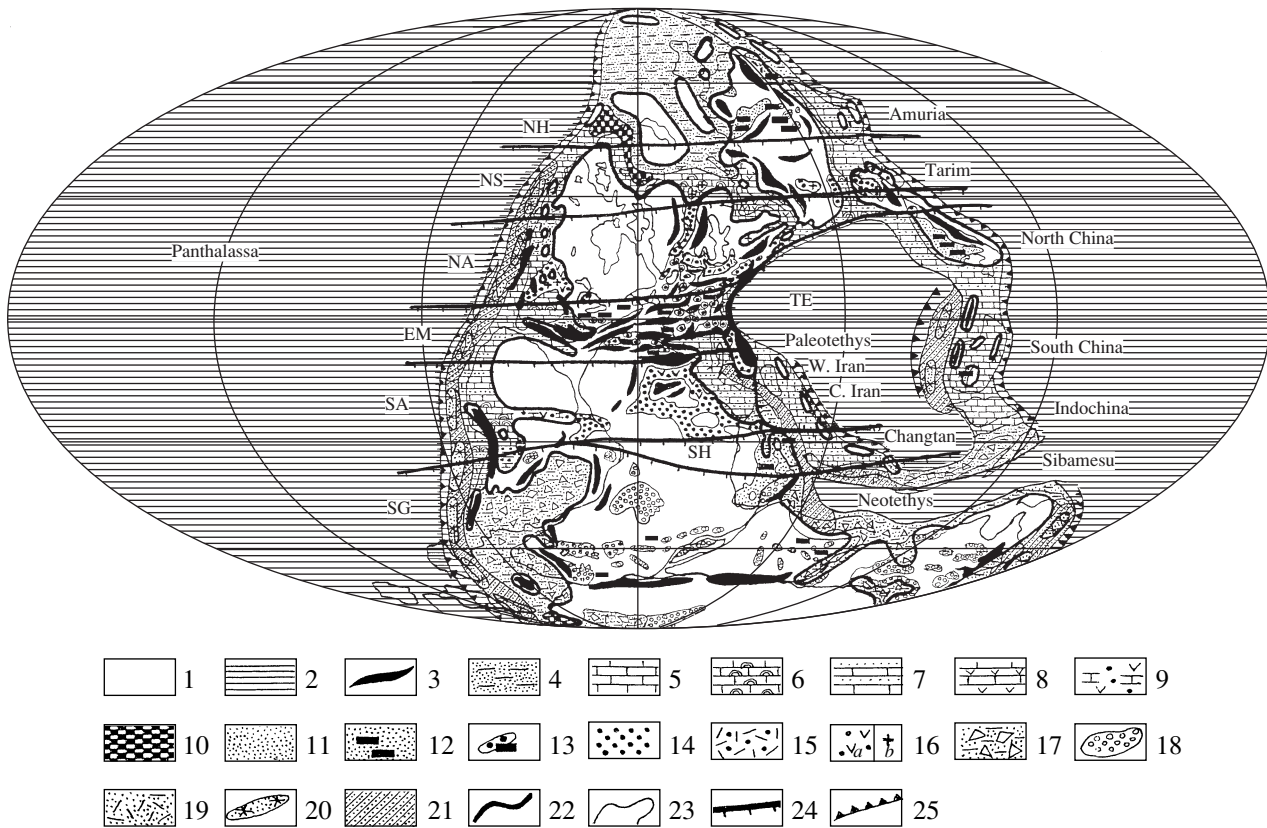 Amuria
NH
Tarim
NS
North China
Panthalassa
NA
TE
EM
Paleotethys
South China
W. Iran
C. Iran
SA
Indochina
Changtan
SH
Sibamesu
Neotethys
SG
1 2 3 4 5 6 7 8 9
10 11 12 13 14 15 a b 16 17 18
19 20 21 22 23 24 25